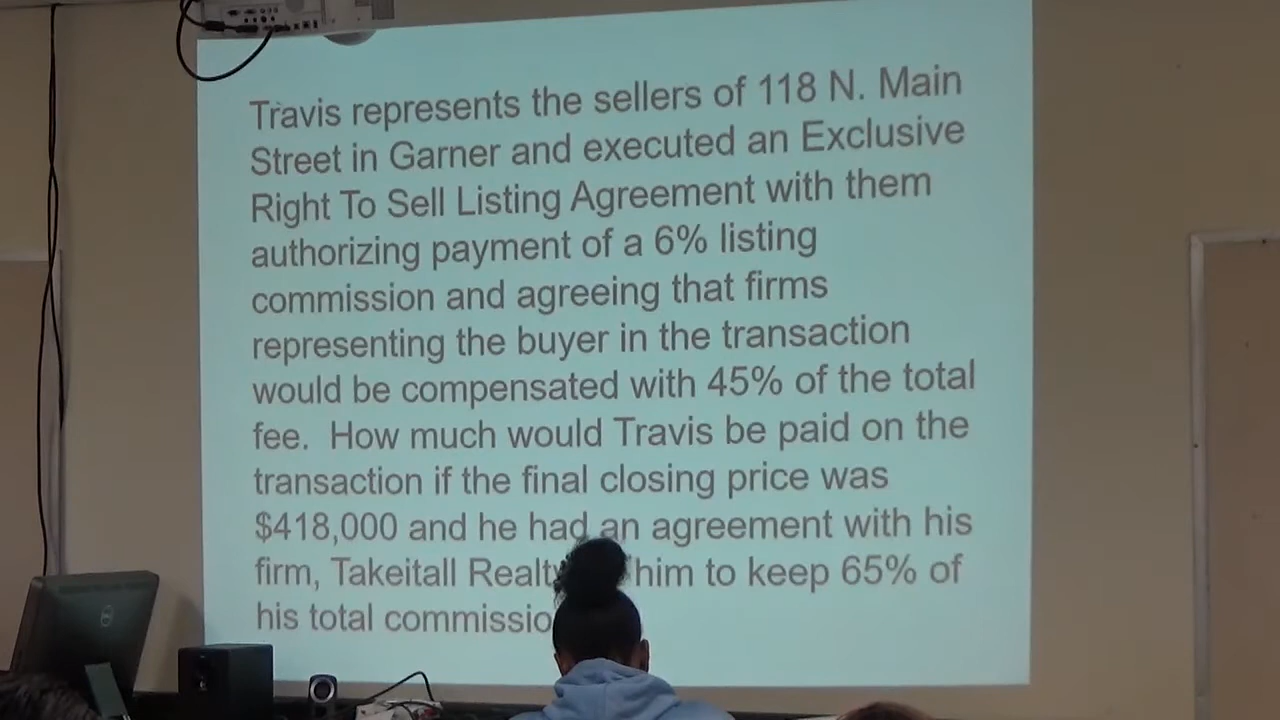 Travis represents the sellers of 118 N. Main
Street in Garner and executed an Exclusive
Right To Sell Listing Agreement with them
authorizing payment of a 6% listing
commission and agreeing that firms
representing the buyer in the transaction
would be compensated with 45% of the total
fee. How much would Travis be paid on the
transaction if the final closing price was
$418,000 and he had an agreement with his
firm, Takeitall Realty him to keep 65% of
his total commissio